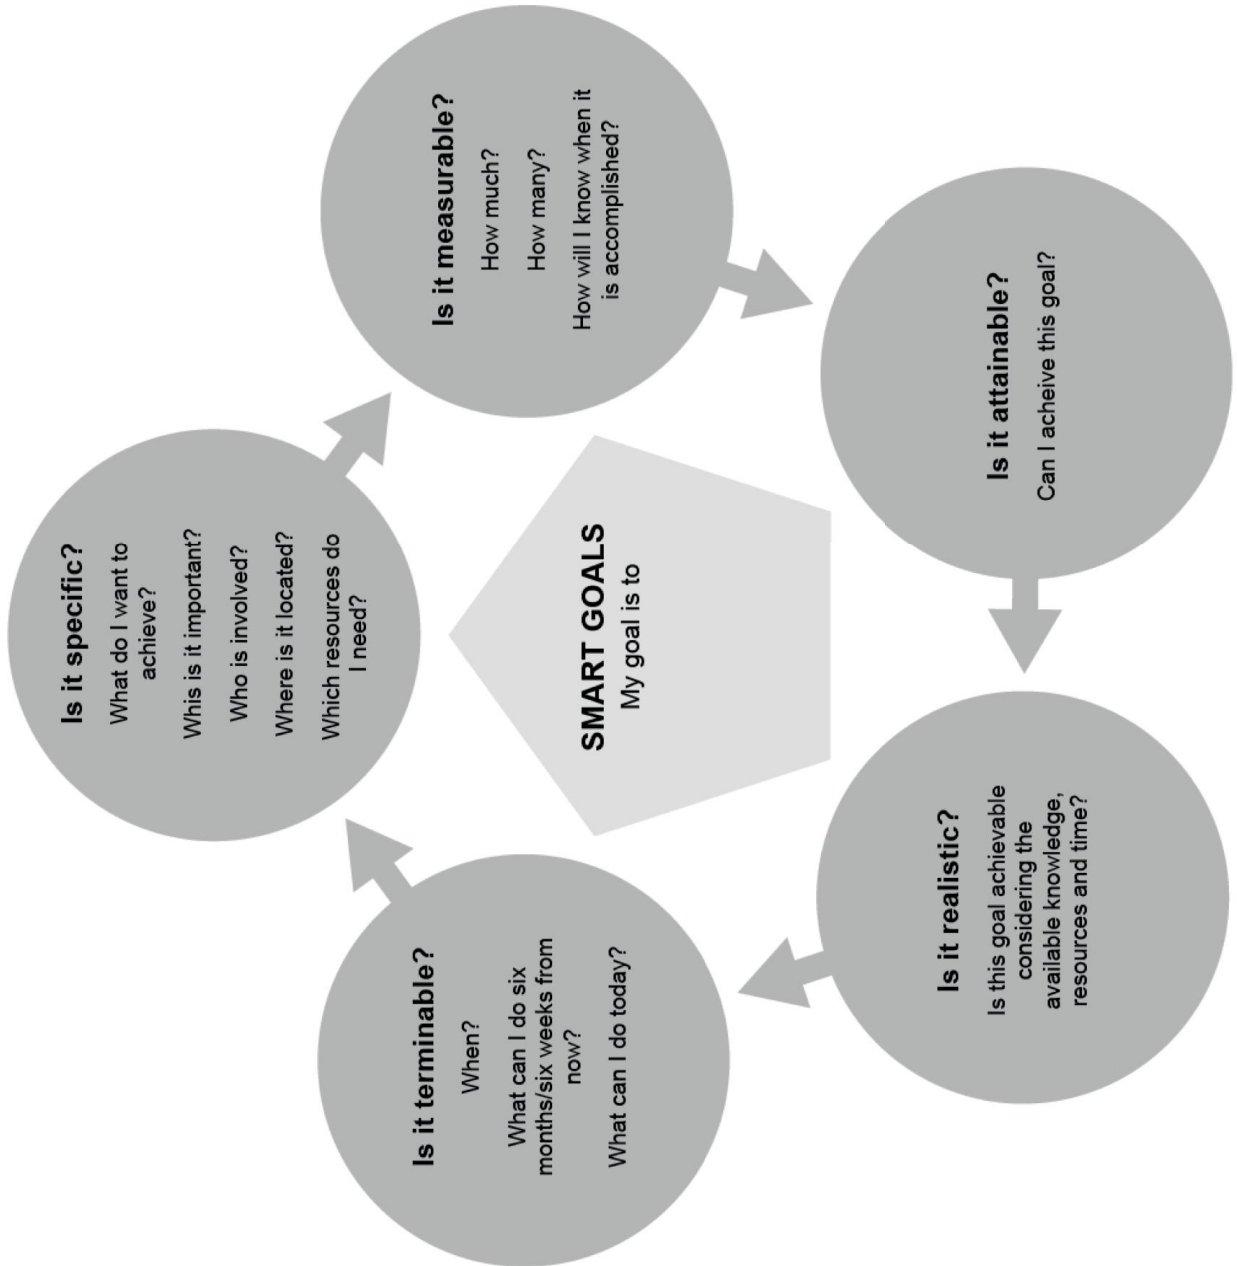 SMART GOALS
My goal is to
Is it specific?
What do I want to
achieve?
Whis is it important?
Who is involved?
Where is it located?
Which resources do
I need?
Is it measurable?
How much?
How many?
How will I know when it
is accomplished?
Is it attainable?
Can I acheive this goal?
Is it realistic?
Is this goal achievable
considering the
available knowledge,
resources and time?
Is it terminable?
When?
What can I do six
months/six weeks from
now?
What can I do today?